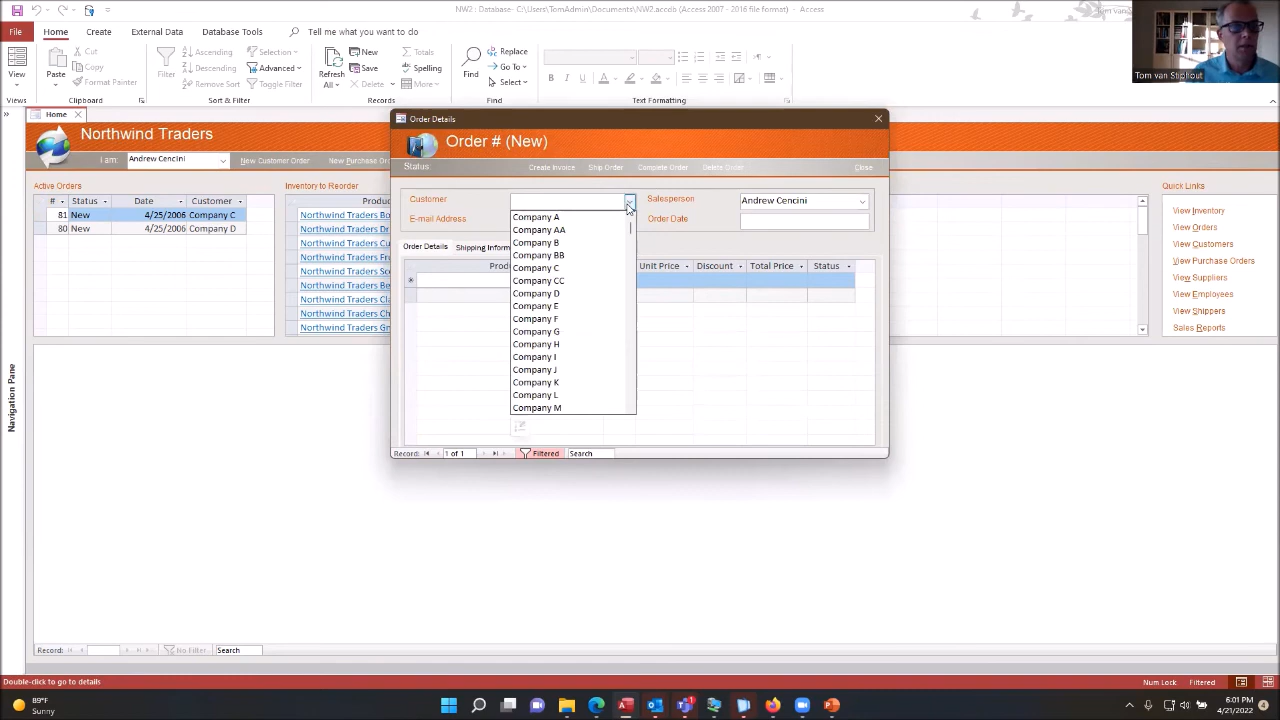 NW2 : Database- C:\Users\TomAdmin\Documents\NW2.accdb (Access 2007 - 2016 file format) - Access
File Home Create External Data Database Tools Tell me what you want to do
View
Views
Paste
Cut
Copy
Format Painter
Clipboard
Filter
Ascending
Descending
Remove Sort
Selection
Advanced
Toggle Filter
Sort & Filter
Refresh
All
New
Save
Delete
Totals
Spelling
More
Records
Find
Replace
Go To
Select
Find
Text Formatting
Tom van Stiphout
Home
Northwind Traders
I am: Andrew Cencini New Customer Order
Active Orders
# Status Date Customer
81 New 4/25/2006 Company C
80 New 4/25/2006 Company D
Inventory to Reorder
Northwind Traders Be
Northwind Traders Cla
Quick Links
View Inventory
View Orders
View Customers
View Purchase Orders
View Suppliers
View Employees
View Shippers
Sales Reports
Order Details
Order # (New)
Status: Create Invoice Ship Order Complete Order Delete Order Close
Customer
E-mail Address
Salesperson Andrew Cencini
Order Date
Order Details Shipping Inform
Unit Price Discount Total Price Status
Company A
Company AA
Company B
Company BB
Company C
Company CC
Company D
Company E
Company F
Company G
Company H
Company I
Company J
Company K
Company L
Company M
Record: 1 of 1 Filtered Search
Navigation Pane
Record: No Filter Search
Double-click to go to details Num Lock Filtered
89°F
Sunny
6:01 PM
4/21/2022